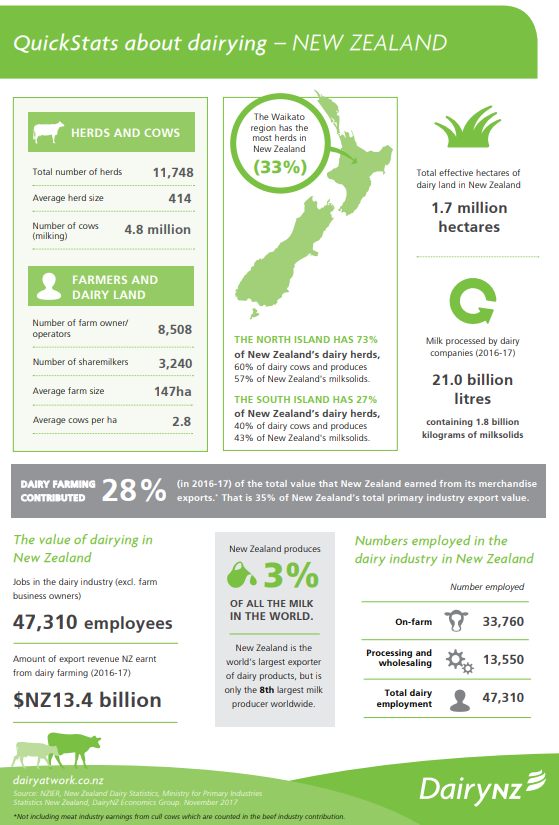 QuickStats about dairying – NEW ZEALAND
HERDS AND COWS
Total number of herds 11,748
Average herd size 414
Number of cows
(milking) 4.8 million
FARMERS AND
DAIRY LAND
Number of farm owner/
operators 8,508
Number of sharemilkers 3,240
Average farm size 147ha
Average cows per ha 2.8
The Waikato
region has the
most herds in
New Zealand
(33%)
THE NORTH ISLAND HAS 73%
of New Zealand's dairy herds,
60% of dairy cows and produces
57% of New Zealand's milksolids.
THE SOUTH ISLAND HAS 27%
of New Zealand's dairy herds,
40% of dairy cows and produces
43% of New Zealand's milksolids.
Total effective hectares of
dairy land in New Zealand
1.7 million
hectares
Milk processed by dairy
companies (2016-17)
21.0 billion
litres
containing 1.8 billion
kilograms of milksolids
DAIRY FARMING
CONTRIBUTED
28%
(in 2016-17) of the total value that New Zealand earned from its merchandise
exports.* That is 35% of New Zealand's total primary industry export value.
The value of dairying in
New Zealand
Jobs in the dairy industry (excl. farm
business owners)
47,310 employees
Amount of export revenue NZ earnt
from dairy farming (2016-17)
$NZ13.4 billion
New Zealand produces
3%
OF ALL THE MILK
IN THE WORLD.
New Zealand is the
world's largest exporter
of dairy products, but is
only the 8th largest milk
producer worldwide.
Numbers employed in the
dairy industry in New Zealand
Number employed
On-farm 33,760
Processing and
wholesaling 13,550
Total dairy
employment 47,310
dairyatwork.co.nz
Source: NZIER, New Zealand Dairy Statistics, Ministry for Primary Industries
Statistics New Zealand, DairyNZ Economics Group. November 2017
*Not including meat industry earnings from cull cows which are counted in the beef industry contribution.
DairyNZ